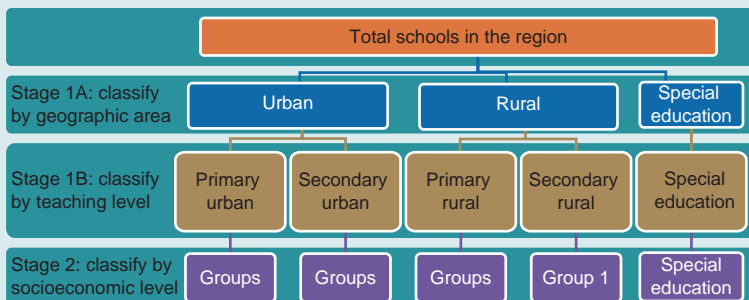 Total schools in the region
Stage 1A: classify
by geographic area
Urban
Rural
Special
education
Stage 1B: classify
by teaching level
Primary
urban
Secondary
urban
Primary
rural
Secondary
rural
Special
education
Stage 2: classify by
socioeconomic level
Groups
Groups
Groups
Group 1
Special
education